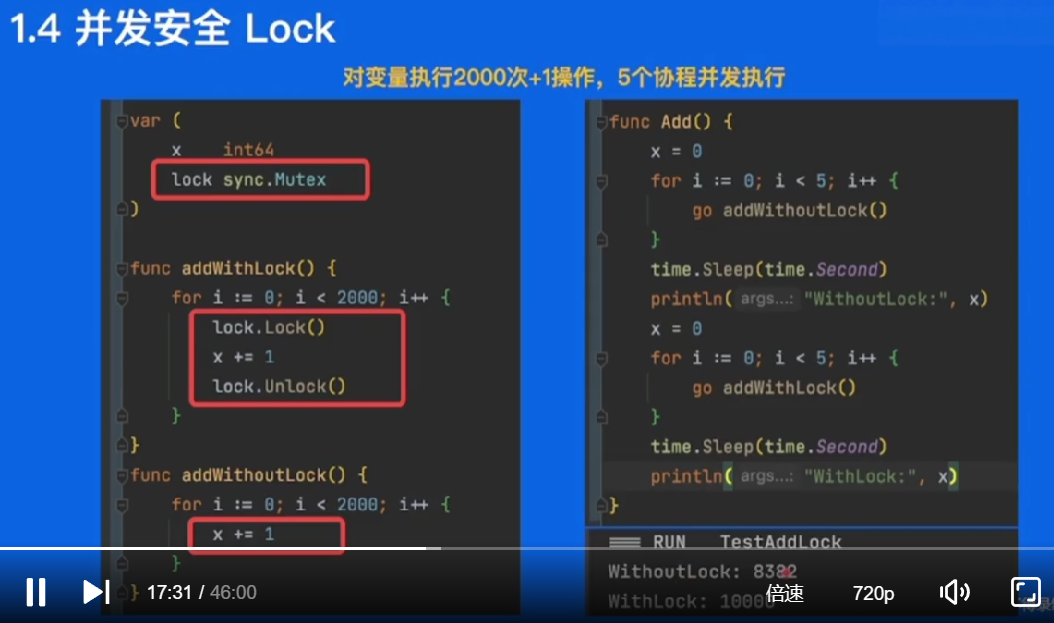 1.4 并发安全 Lock
对变量执行2000次+1操作，5个协程并发执行
var (
x int64
lock sync.Mutex
)
func addWithLock() {
for i := 0; i < 2000; i++ {
lock.Lock()
x += 1
lock.Unlock()
}
}
func addWithoutLock() {
for i := 0; i < 2000; i++ {
x += 1
}
}
func Add() {
x = 0
for i := 0; i < 5; i++ {
go addWithoutLock()
}
time.Sleep(time.Second)
println( args...: "WithoutLock:", x)
x = 0
for i := 0; i < 5; i++ {
go addWithLock()
}
time.Sleep(time.Second)
println( args...: "WithLock:", x)
}
=== RUN TestAddLock
WithoutLock: 8382
WithLock: 10000
17:31 / 46:00
倍速
720p